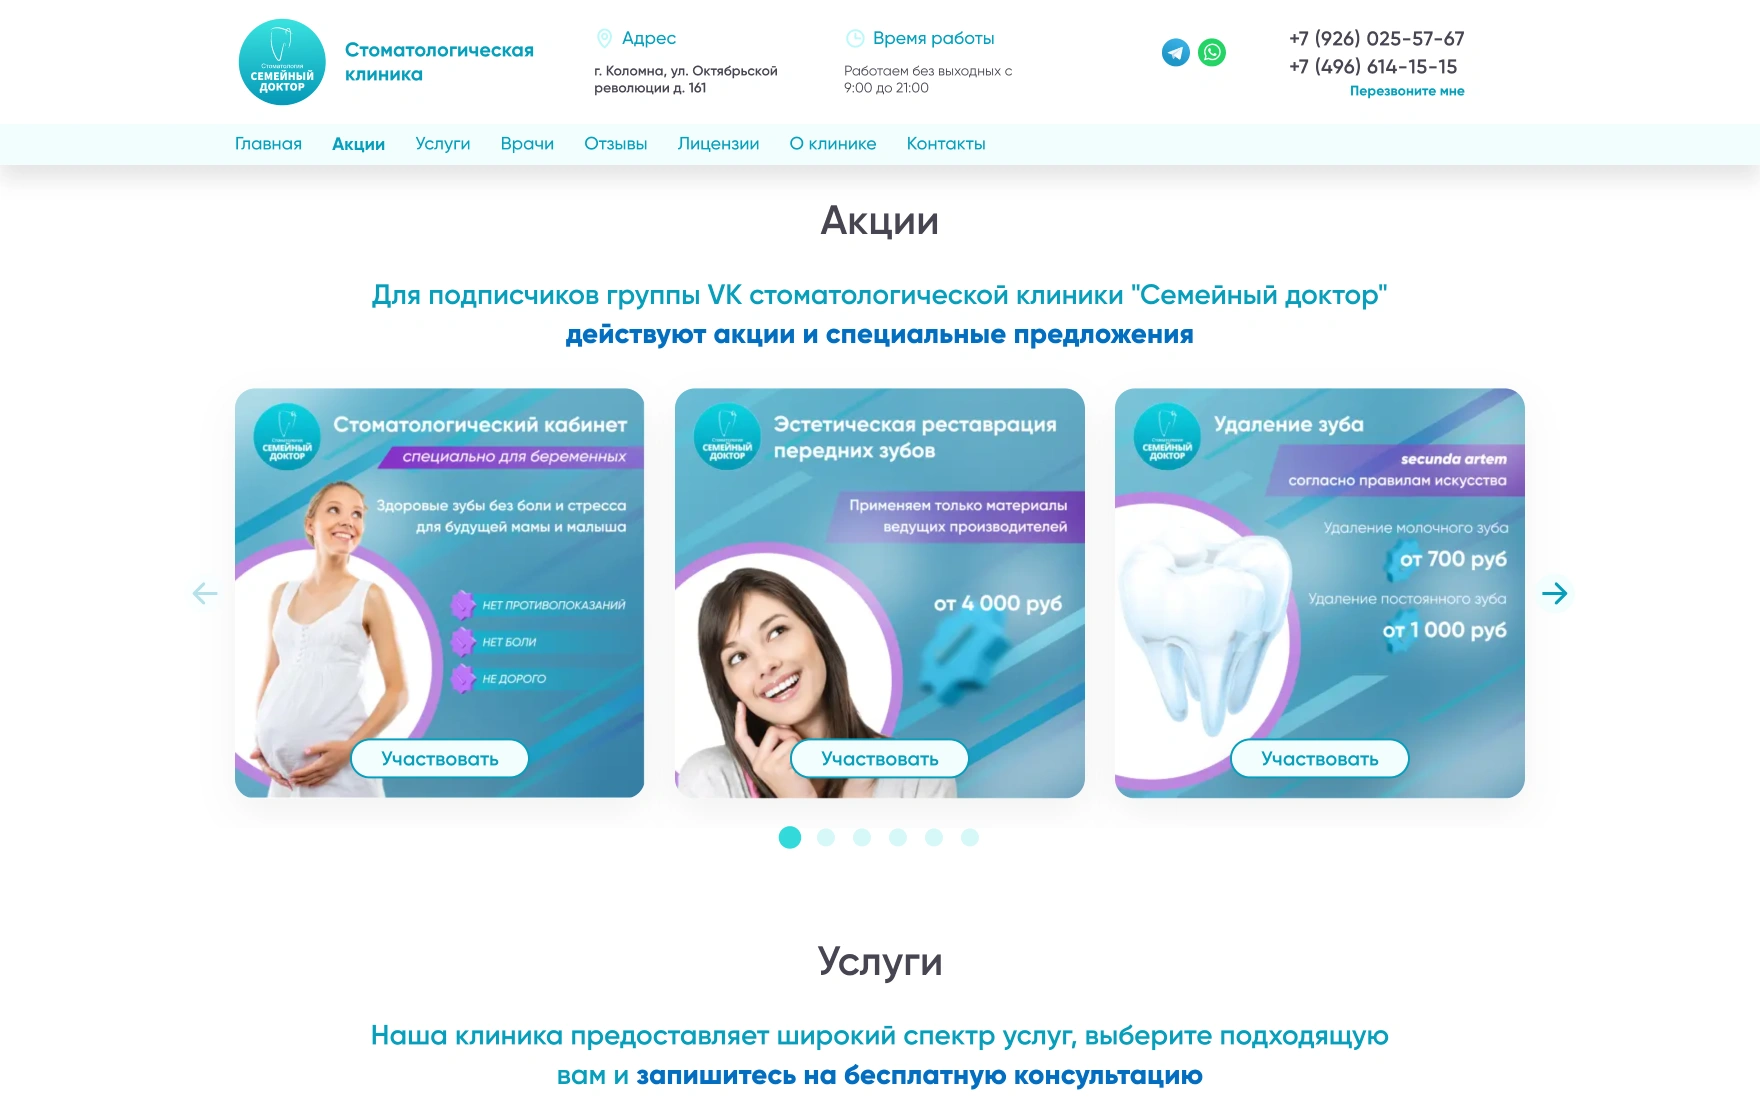 Стоматология
СЕМЕЙНЫЙ
ДОКТОР
Стоматологическая
клиника
Адрес
г. Коломна, ул. Октябрьской
революции д. 161
Время работы
Работаем без выходных с
9:00 до 21:00
+7 (926) 025-57-67
+7 (496) 614-15-15
Перезвоните мне
Главная
Акции
Услуги
Врачи
Отзывы
Лицензии
О клинике
Контакты
Акции
Для подписчиков группы VK стоматологической клиники "Семейный доктор"
действуют акции и специальные предложения
Стоматология
СЕМЕЙНЫЙ
ДОКТОР
Стоматологический кабинет
специально для беременных
Здоровые зубы без боли и стресса
для будущей мамы и малыша
НЕТ ПРОТИВОПОКАЗАНИЙ
НЕТ БОЛИ
НЕ ДОРОГО
Участвовать
Стоматология
СЕМЕЙНЫЙ
ДОКТОР
Эстетическая реставрация
передних зубов
Применяем только материалы
ведущих производителей
от 4 000 руб
Участвовать
Стоматология
СЕМЕЙНЫЙ
ДОКТОР
Удаление зуба
secunda artem
согласно правилам искусства
Удаление молочного зуба
от 700 руб
Удаление постоянного зуба
от 1 000 руб
Участвовать
Услуги
Наша клиника предоставляет широкий спектр услуг, выберите подходящую
вам и запишитесь на бесплатную консультацию